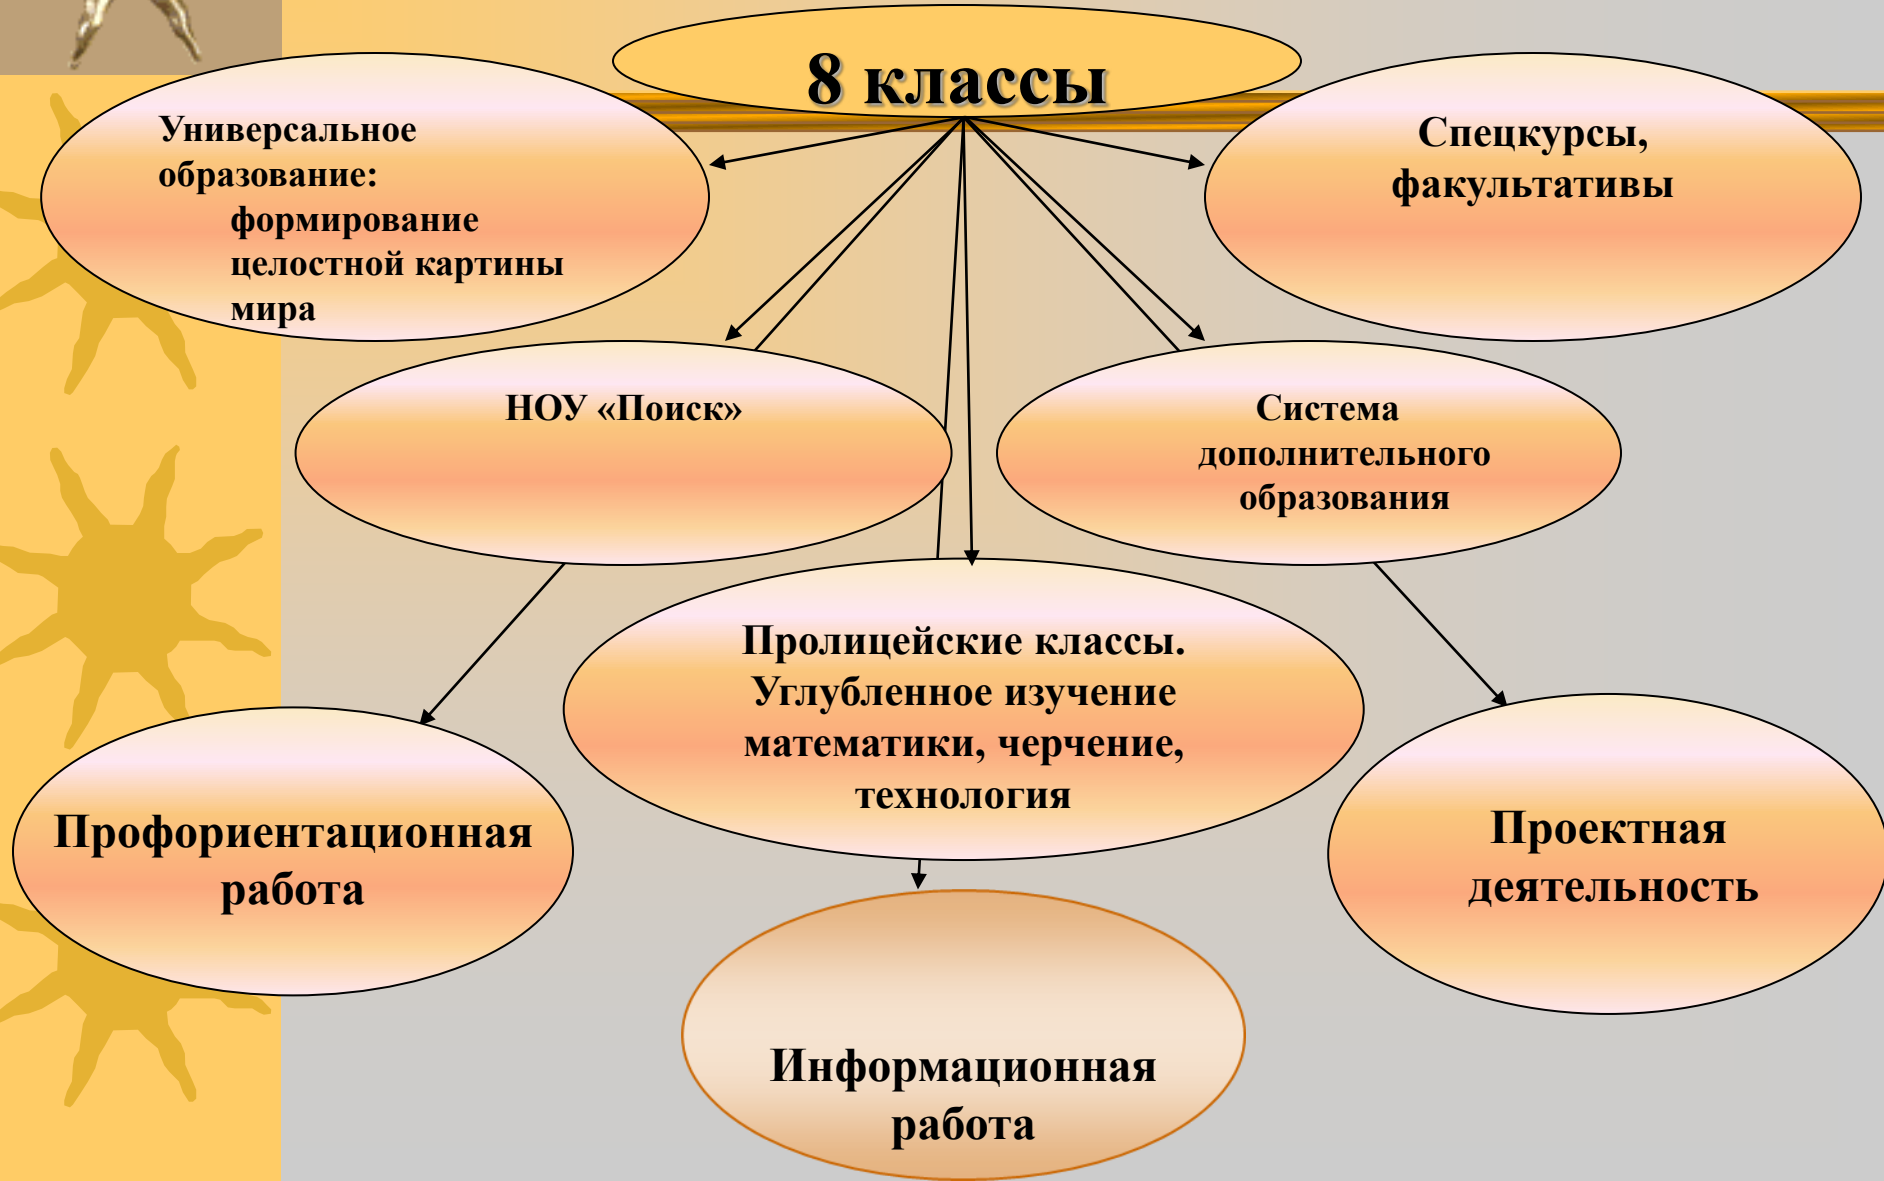 8 классы
Универсальное
образование:
формирование
целостной картины
мира
Спецкурсы,
факультативы
НОУ «Поиск»
Система
дополнительного
образования
Пролицейские классы.
Углубленное изучение
математики, черчение,
технология
Профориентационная
работа
Проектная
деятельность
Информационная
работа